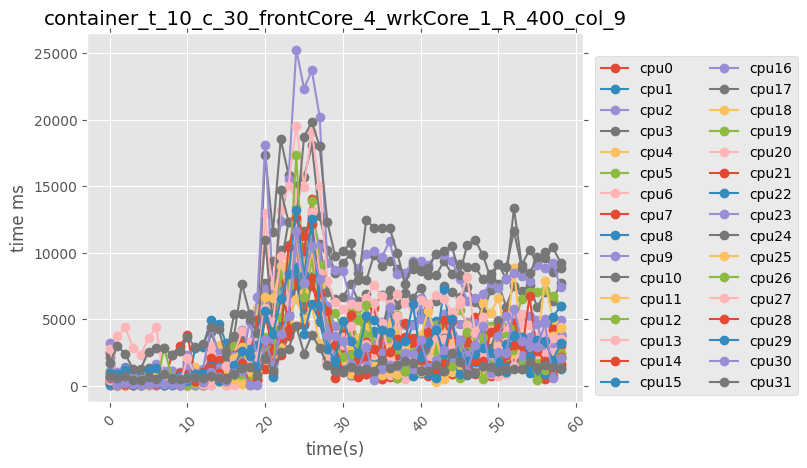 container_t_10_c_30_frontCore_4_wrkCore_1_R_400_col_9
25000
20000
15000
10000
5000
0
time ms
0 10 20 30 40 50 60
time(s)
cpu0 cpu16
cpu1 cpu17
cpu2 cpu18
cpu3 cpu19
cpu4 cpu20
cpu5 cpu21
cpu6 cpu22
cpu7 cpu23
cpu8 cpu24
cpu9 cpu25
cpu10 cpu26
cpu11 cpu27
cpu12 cpu28
cpu13 cpu29
cpu14 cpu30
cpu15 cpu31